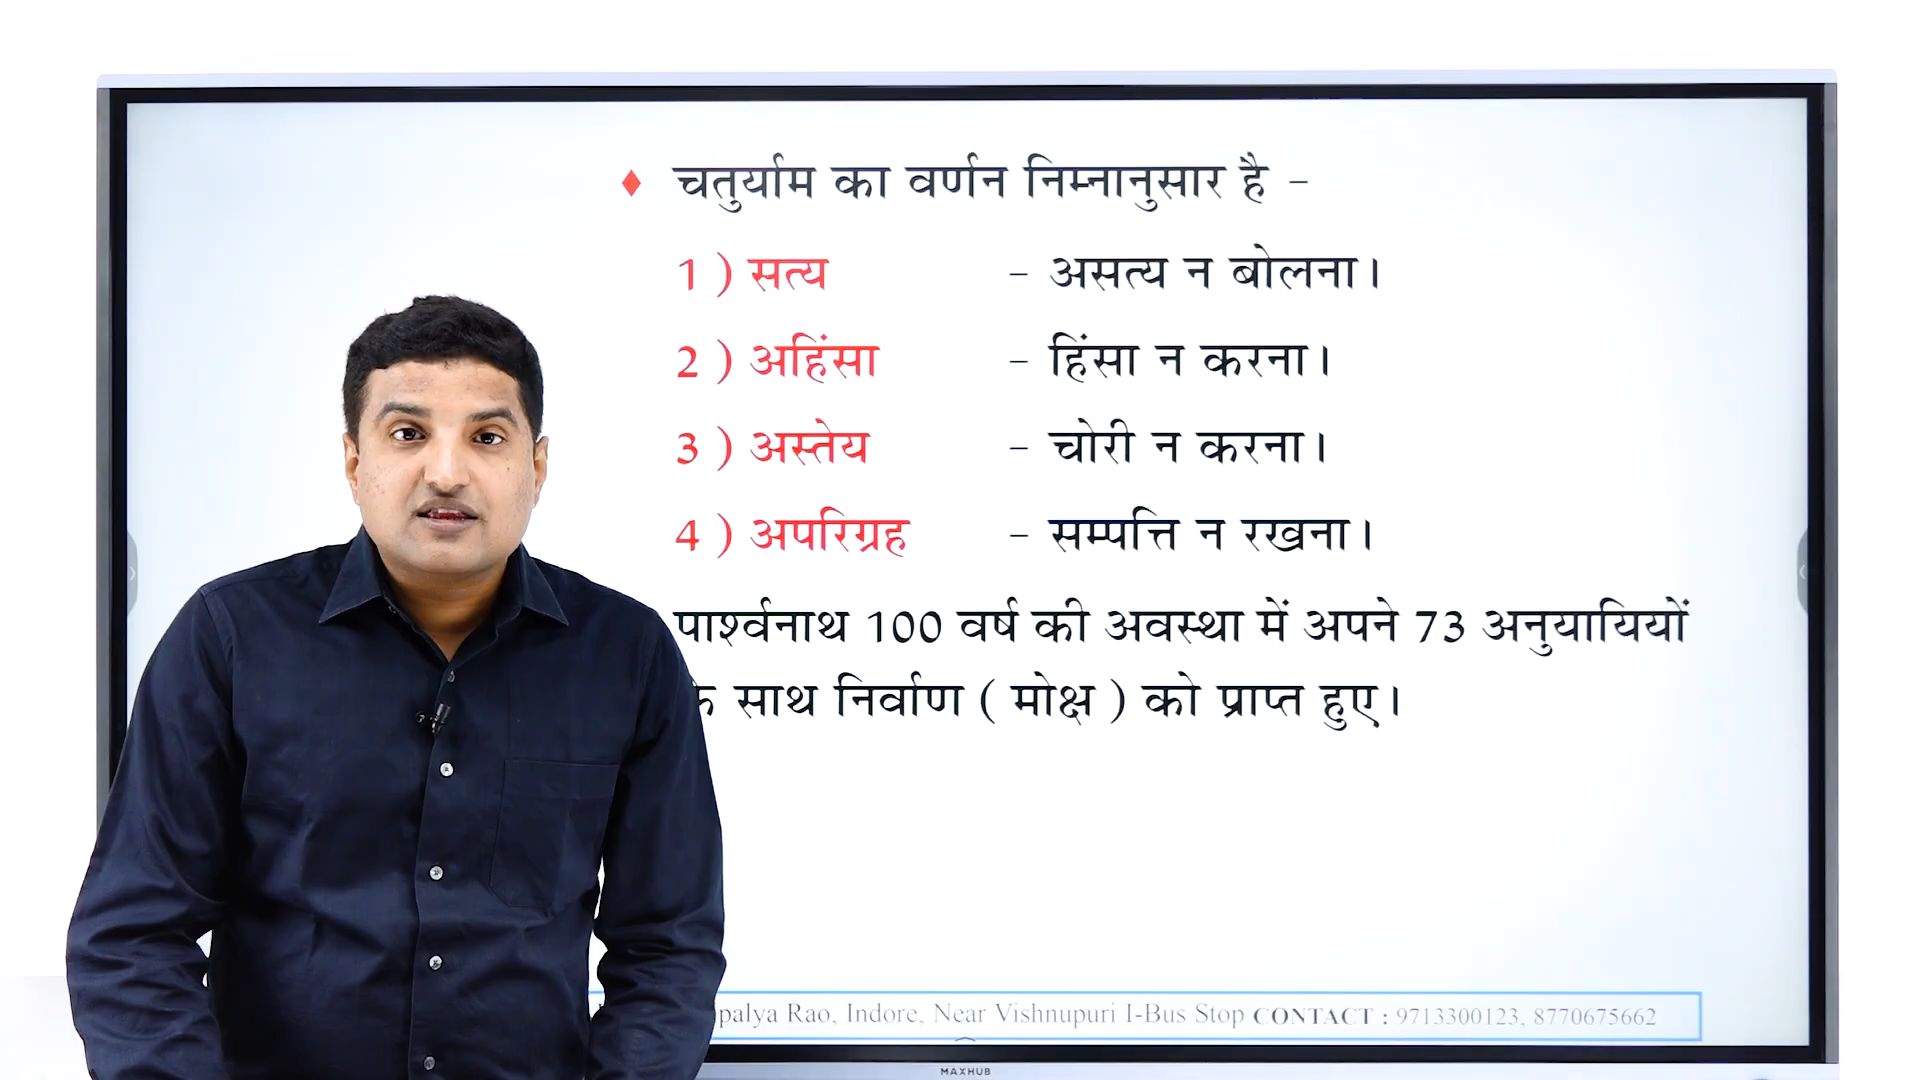 ♦ चतुर्याम का वर्णन निम्नानुसार है –
1 ) सत्य – असत्य न बोलना।
2 ) अहिंसा – हिंसा न करना।
3 ) अस्तेय – चोरी न करना।
4 ) अपरिग्रह – सम्पत्ति न रखना।
पार्श्वनाथ 100 वर्ष की अवस्था में अपने 73 अनुयायियों
के साथ निर्वाण ( मोक्ष ) को प्राप्त हुए।
Rao, Indore, Near Vishnupuri I-Bus Stop CONTACT : 9713300123, 8770675662
MAXHUB